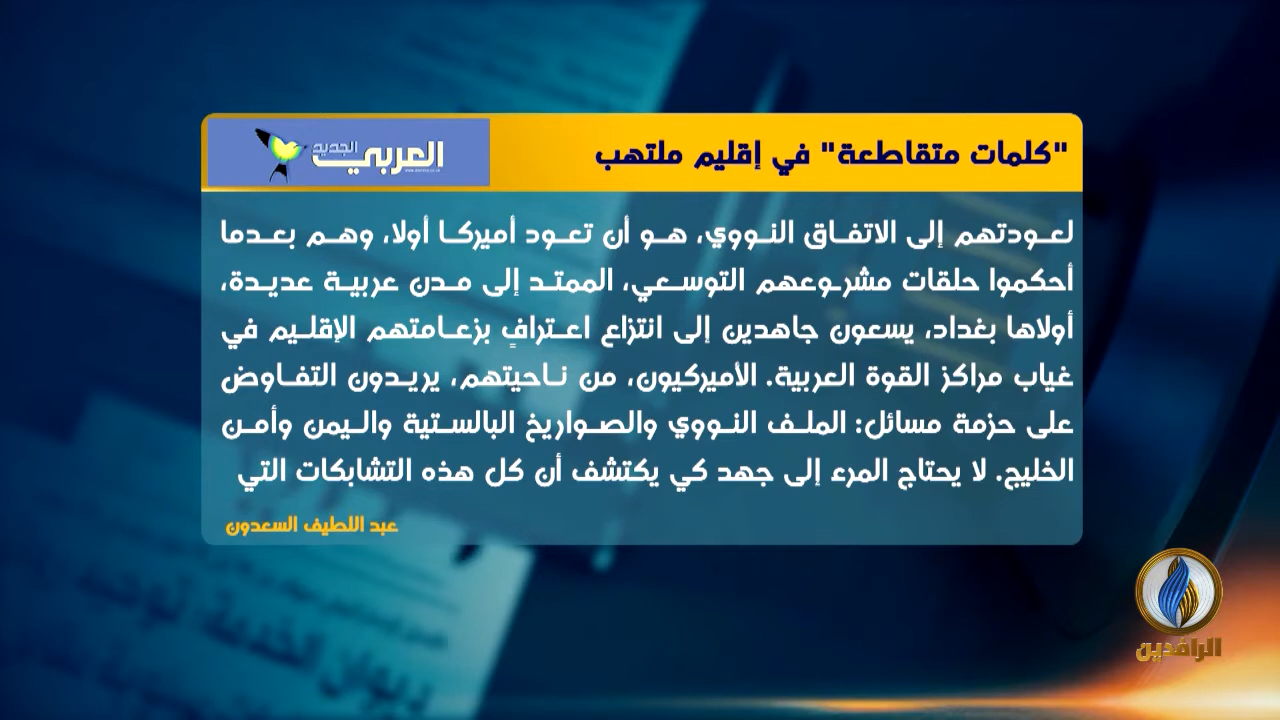 "كلمات متقاطعة" في إقليم ملتهب
العربي الجديد
لعودتهم إلى الاتفاق النووي، هو أن تعود أميركا أولا، وهم بعدما
أحكموا حلقات مشروعهم التوسعي، الممتد إلى مدن عربية عديدة،
أولاها بغداد، يسعون جاهدين إلى انتزاع اعترافٍ بزعامتهم الإقليم في
غياب مراكز القوة العربية. الأميركيون، من ناحيتهم، يريدون التفاوض
على حزمة مسائل: الملف النووي والصواريخ البالستية واليمن وأمن
الخليج. لا يحتاج المرء إلى جهد كي يكتشف أن كل هذه التشابكات التي
عبد اللطيف السعدون
الرافدين